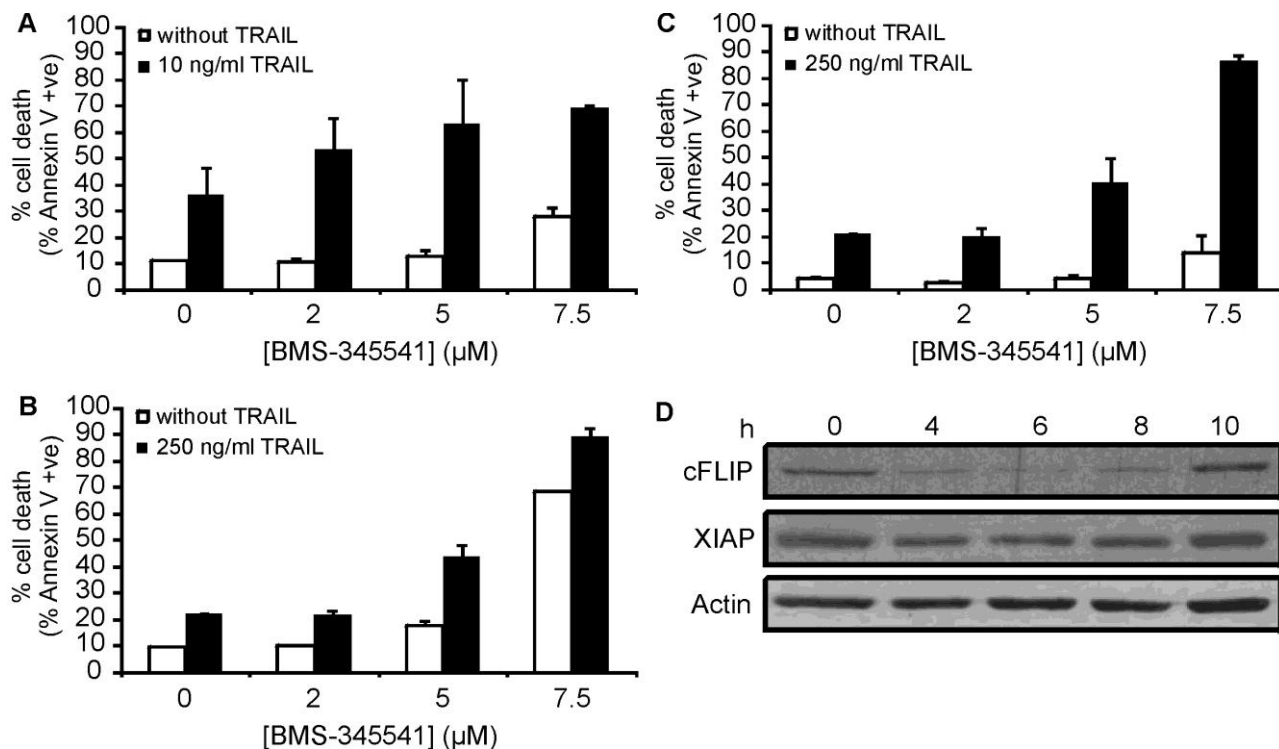 A
without TRAIL
10 ng/ml TRAIL
% cell death
(% Annexin V +ve)
100
90
80
70
60
50
40
30
20
10
0
0 2 5 7.5
[BMS-345541] (µM)
B
without TRAIL
250 ng/ml TRAIL
% cell death
(% Annexin V +ve)
100
90
80
70
60
50
40
30
20
10
0
0 2 5 7.5
[BMS-345541] (µM)
C
without TRAIL
250 ng/ml TRAIL
% cell death
(% Annexin V +ve)
100
90
80
70
60
50
40
30
20
10
0
0 2 5 7.5
[BMS-345541] (µM)
D
h 0 4 6 8 10
cFLIP
XIAP
Actin